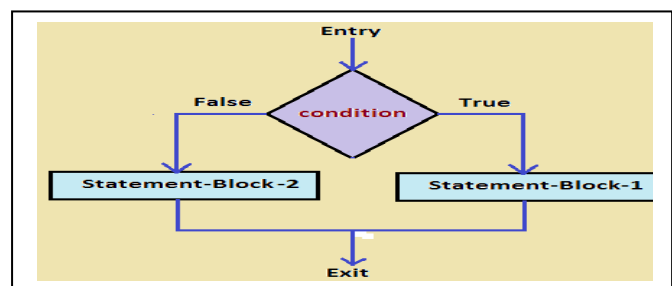 Entry
False
True
condition
Statement-Block-2
Statement-Block-1
Exit